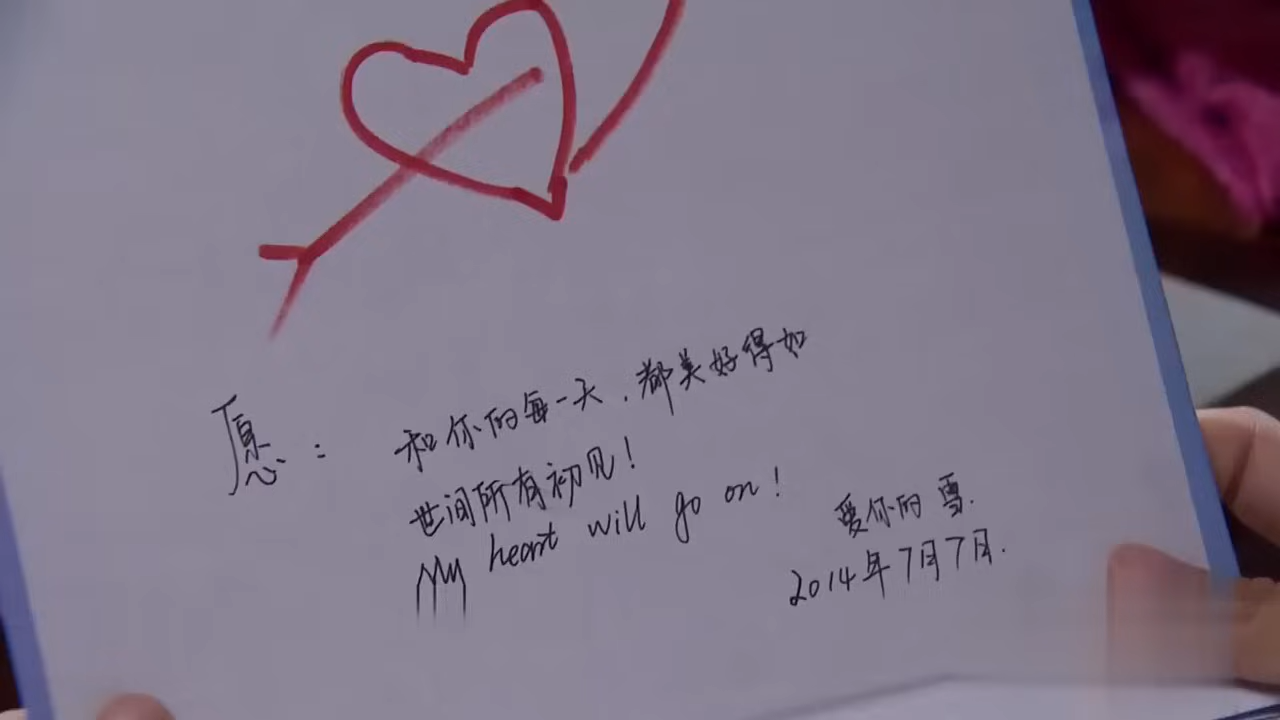 愿：
和你的每一天，都美好得如
世间所有初见！
My heart will go on！
爱你的雪.
2014年7月7月.